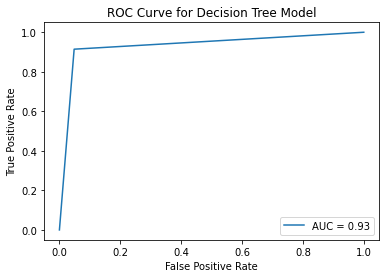 ROC Curve for Decision Tree Model
True Positive Rate
1.0
0.8
0.6
0.4
0.2
0.0
AUC = 0.93
0.0 0.2 0.4 0.6 0.8 1.0
False Positive Rate